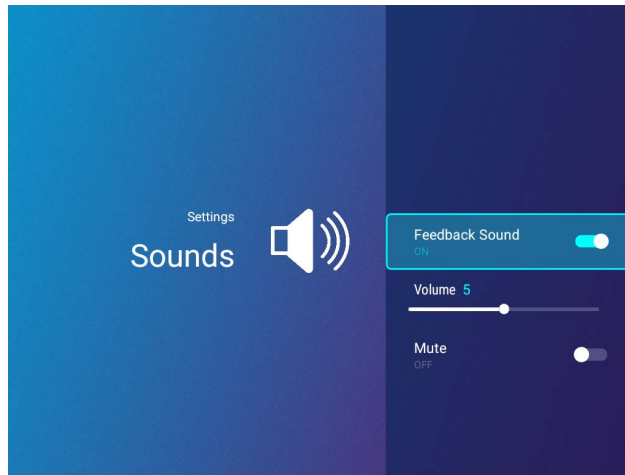 Settings
Sounds
Feedback Sound
ON
Volume 5
Mute
OFF